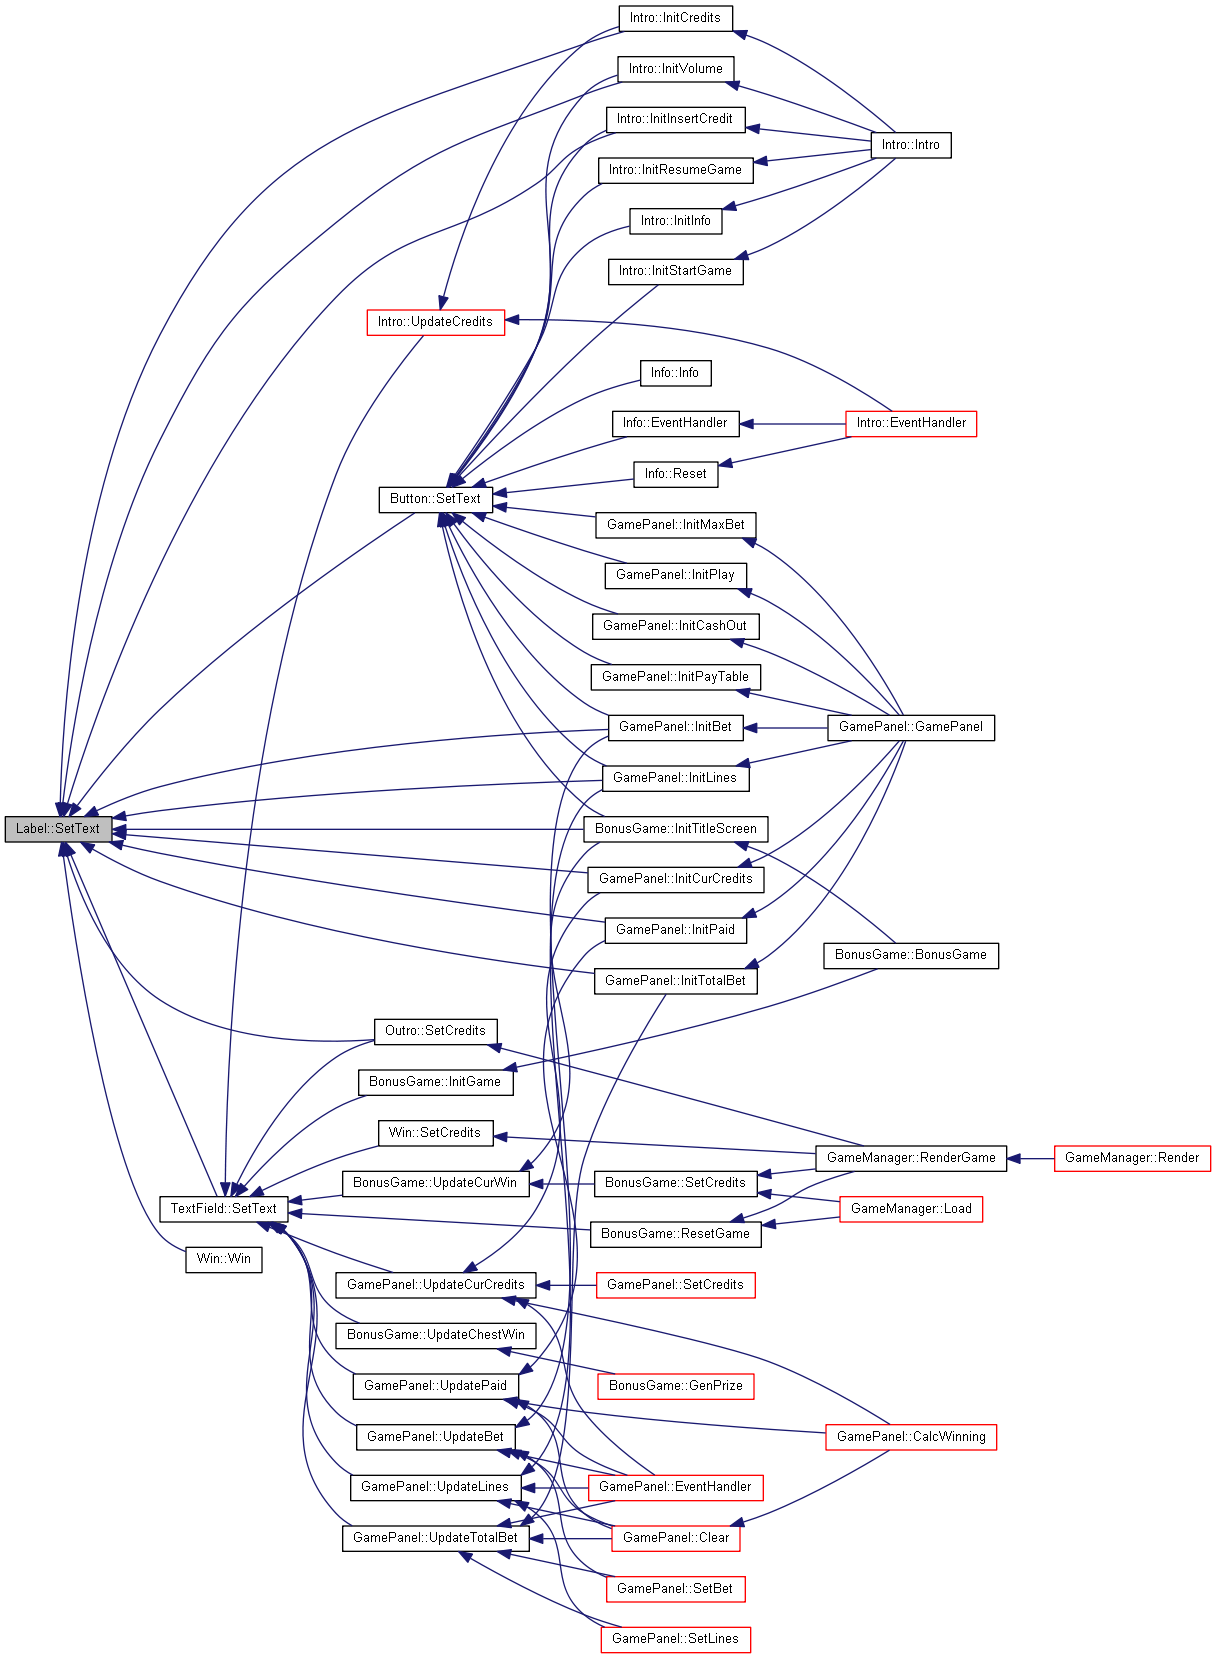 Intro::InitCredits
Intro::InitVolume
Intro::InitInsertCredit
Intro::Intro
Intro::InitResumeGame
Intro::InitInfo
Intro::InitStartGame
Intro::UpdateCredits
Info::Info
Info::EventHandler
Intro::EventHandler
Info::Reset
Button::SetText
GamePanel::InitMaxBet
GamePanel::InitPlay
GamePanel::InitCashOut
GamePanel::InitPayTable
GamePanel::InitBet
GamePanel::GamePanel
GamePanel::InitLines
Label::SetText
BonusGame::InitTitleScreen
GamePanel::InitCurCredits
GamePanel::InitPaid
BonusGame::BonusGame
GamePanel::InitTotalBet
Outro::SetCredits
BonusGame::InitGame
Win::SetCredits
GameManager::RenderGame
GameManager::Render
BonusGame::UpdateCurWin
BonusGame::SetCredits
TextField::SetText
GameManager::Load
BonusGame::ResetGame
Win::Win
GamePanel::UpdateCurCredits
GamePanel::SetCredits
BonusGame::UpdateChestWin
GamePanel::UpdatePaid
BonusGame::GenPrize
GamePanel::UpdateBet
GamePanel::CalcWinning
GamePanel::UpdateLines
GamePanel::EventHandler
GamePanel::UpdateTotalBet
GamePanel::Clear
GamePanel::SetBet
GamePanel::SetLines